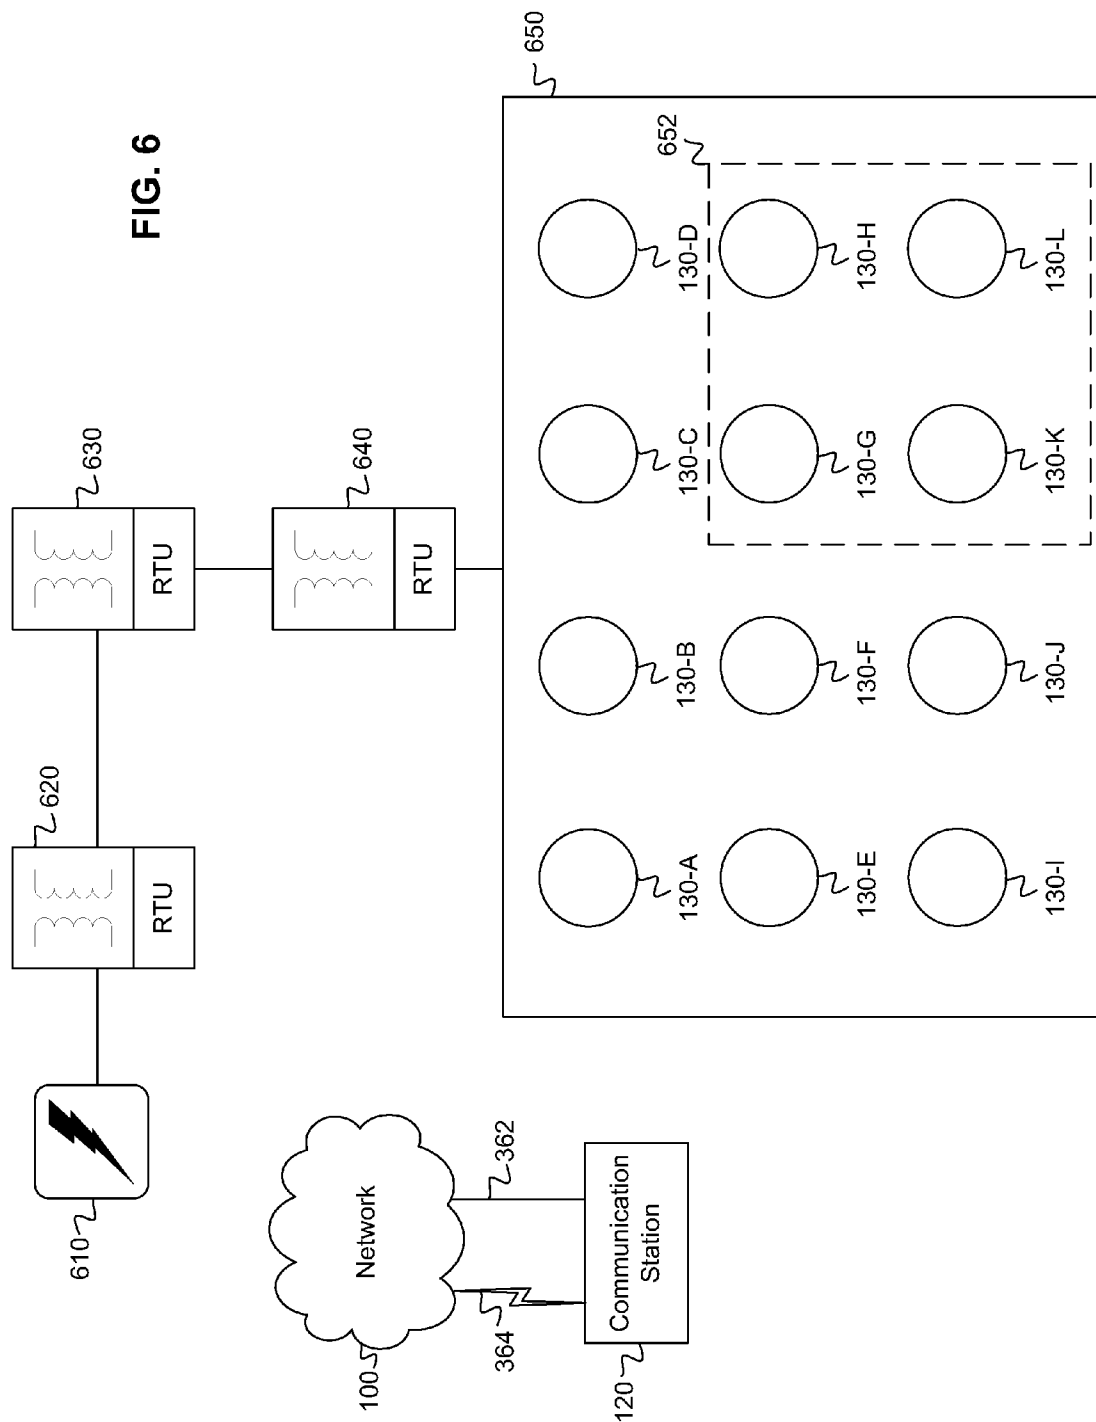 FIG. 6
610
620
RTU
630
RTU
640
RTU
650
652
130-A
130-B
130-C
130-D
130-E
130-F
130-G
130-H
130-I
130-J
130-K
130-L
100
Network
364
362
120
Communication
Station